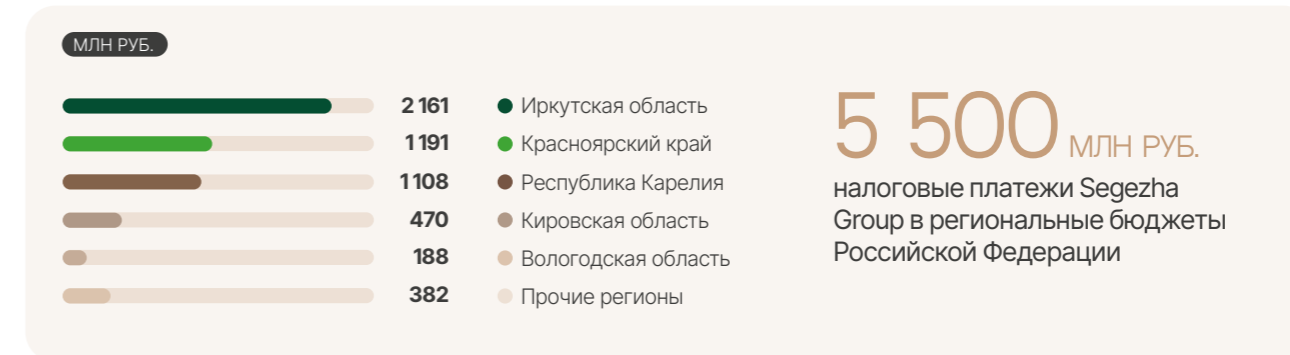 МЛН РУБ.
2 161 Иркутская область
1 191 Красноярский край
1 108 Республика Карелия
470 Кировская область
188 Вологодская область
382 Прочие регионы
5 500 МЛН РУБ.
налоговые платежи Segezha
Group в региональные бюджеты
Российской Федерации